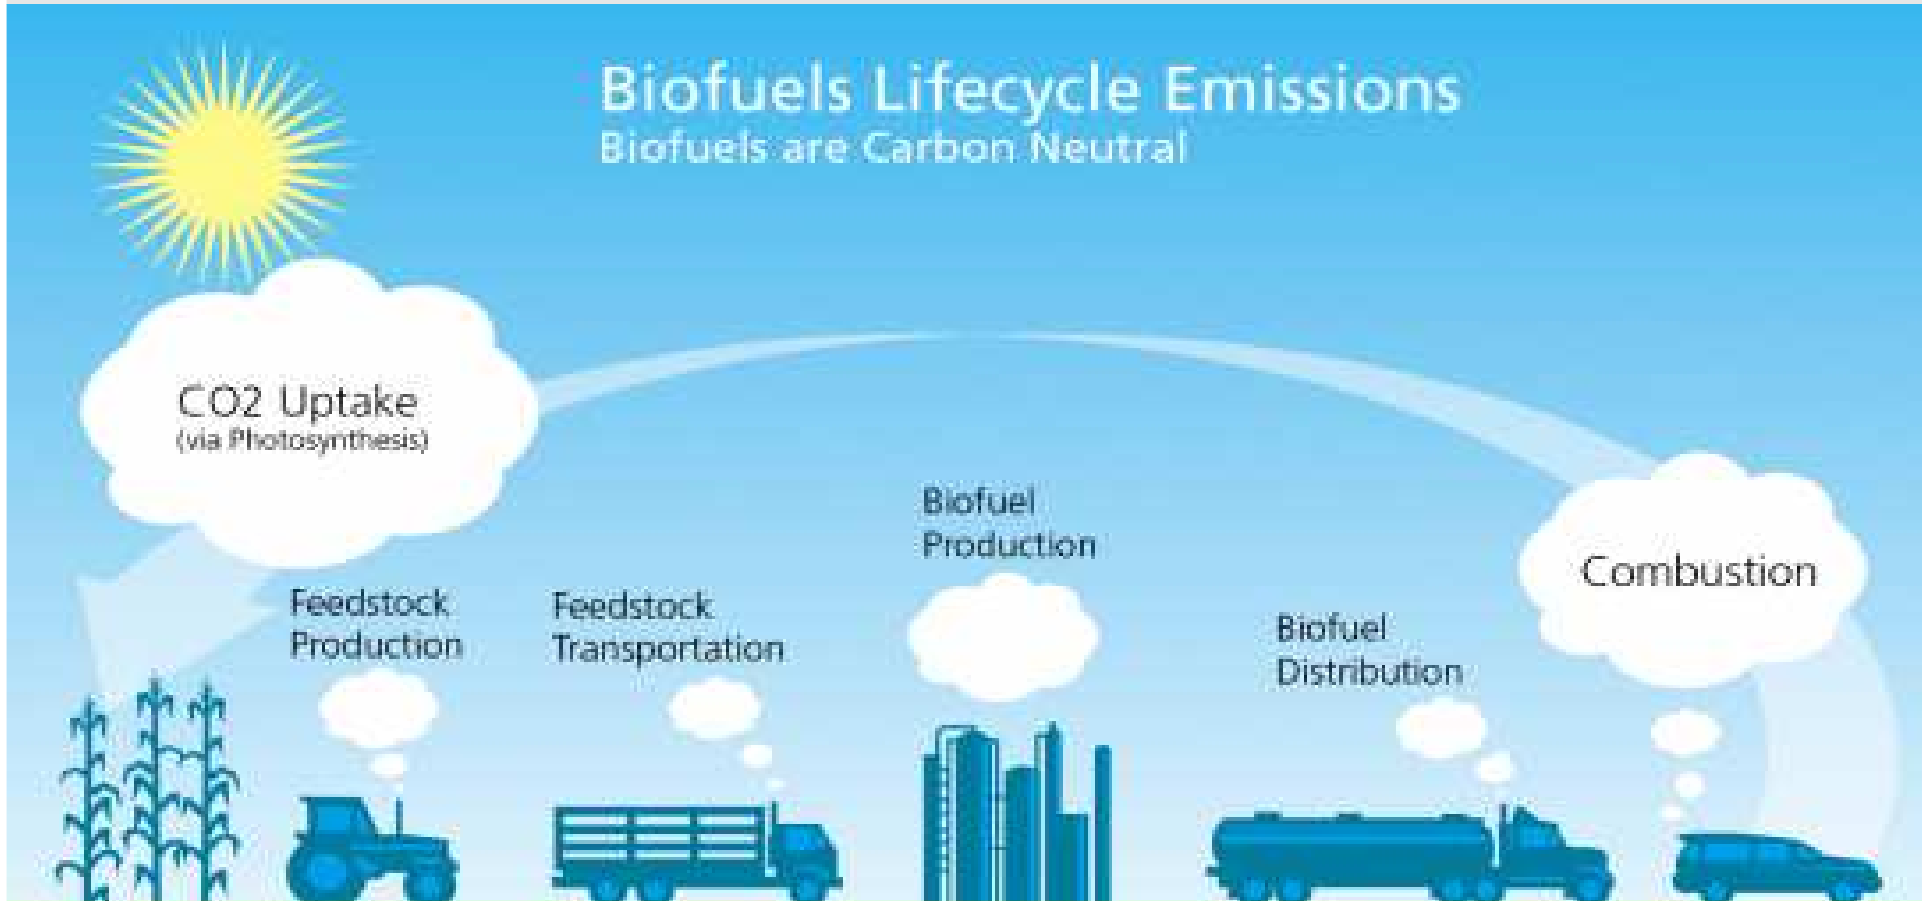 Biofuels Lifecycle Emissions
Biofuels are Carbon Neutral
CO2 Uptake
(via Photosynthesis)
Feedstock
Production
Feedstock
Transportation
Biofuel
Production
Biofuel
Distribution
Combustion